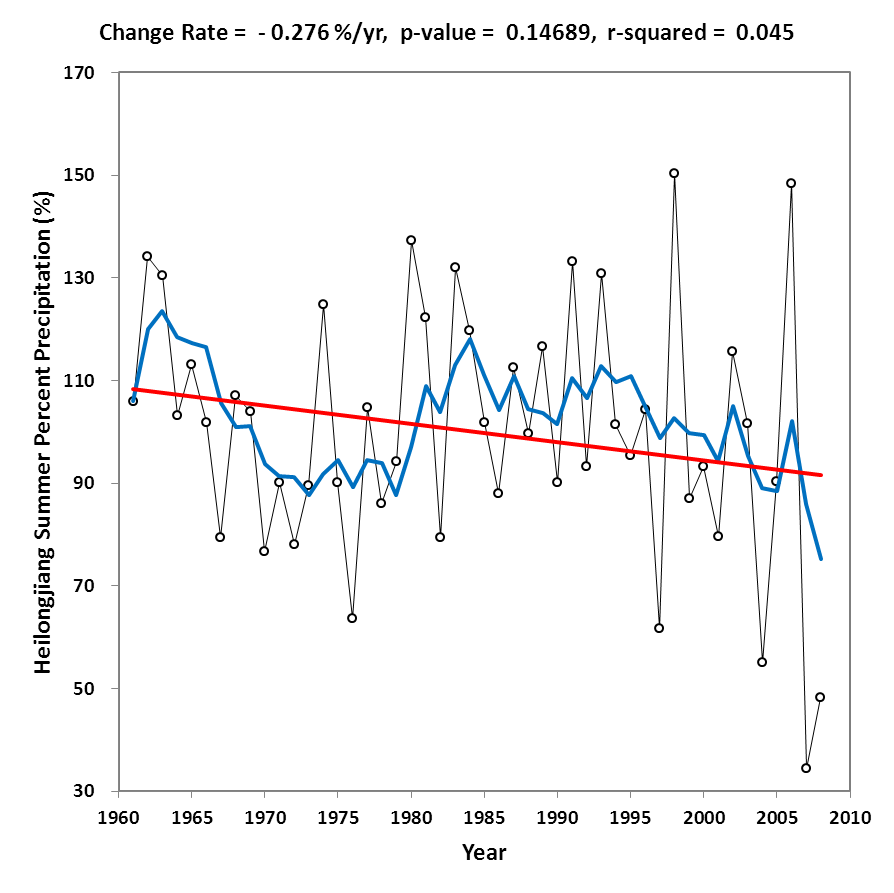 Change Rate = - 0.276 %/yr, p-value = 0.14689, r-squared = 0.045
170
150
130
110
90
70
50
30
Heilongjiang Summer Percent Precipitation (%)
1960 1965 1970 1975 1980 1985 1990 1995 2000 2005 2010
Year